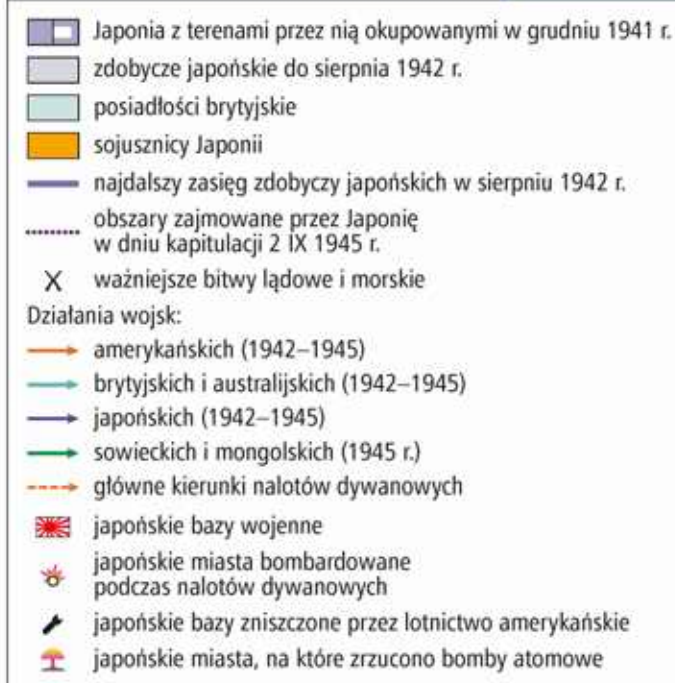 Japonia z terenami przez nią okupowanymi w grudniu 1941 r.
zdobycze japońskie do sierpnia 1942 r.
posiadłości brytyjskie
sojusznicy Japonii
najdalszy zasięg zdobyczy japońskich w sierpniu 1942 r.
obszary zajmowane przez Japonię
w dniu kapitulacji 2 IX 1945 r.
ważniejsze bitwy lądowe i morskie
Działania wojsk:
amerykańskich (1942–1945)
brytyjskich i australijskich (1942–1945)
japońskich (1942–1945)
sowieckich i mongolskich (1945 r.)
główne kierunki nalotów dywanowych
japońskie bazy wojenne
japońskie miasta bombardowane
podczas nalotów dywanowych
japońskie bazy zniszczone przez lotnictwo amerykańskie
japońskie miasta, na które zrzucono bomby atomowe